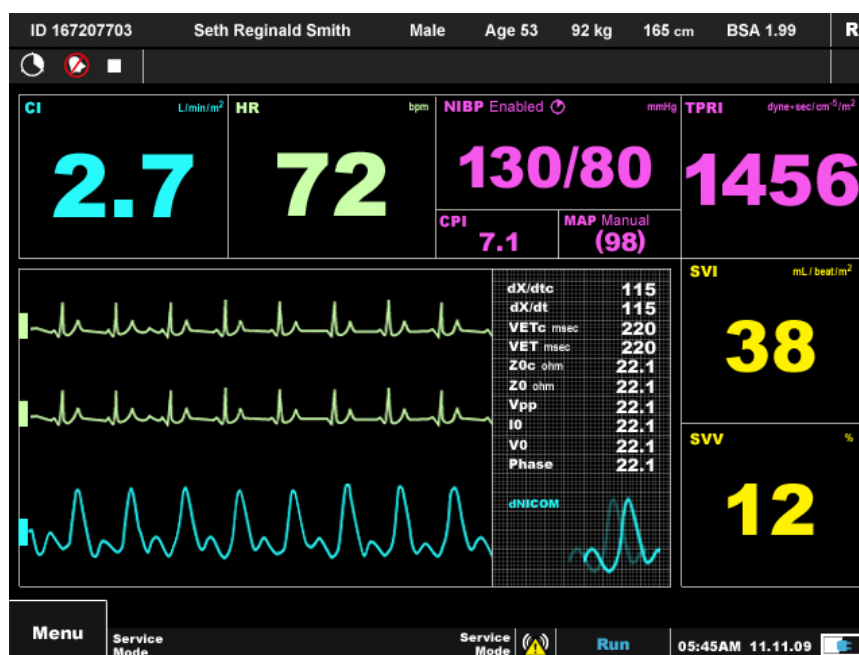 ID 167207703 Seth Reginald Smith Male Age 53 92 kg 165 cm BSA 1.99 R
CI L/min/m²
2.7
HR bpm
72
NIBP Enabled mmHg
130/80
CPI
7.1
MAP Manual
(98)
TPRI dyne•sec/cm⁻⁵/m²
1456
dX/dtc 115
dX/dt 115
VETc msec 220
VET msec 220
Z0c ohm 22.1
Z0 ohm 22.1
Vpp 22.1
I0 22.1
V0 22.1
Phase 22.1
dNICOM
SVI mL/beat/m²
38
SVV %
12
Menu
Service
Mode
Service
Mode
Run
05:45AM 11.11.09